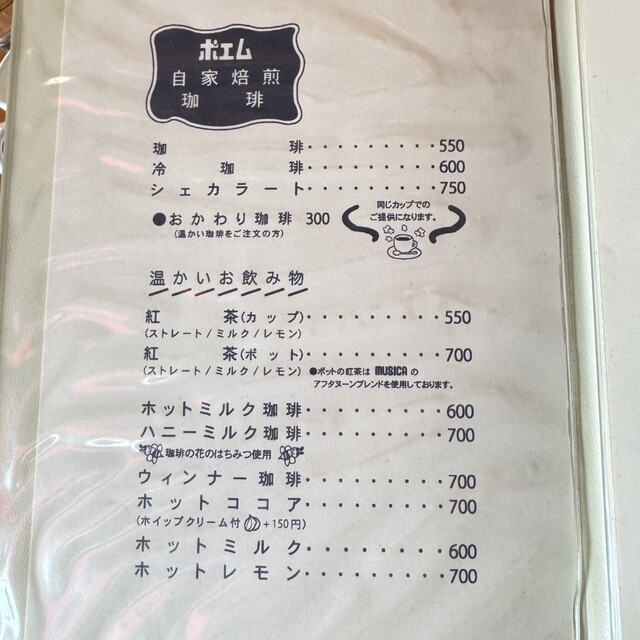 ポエム
自家焙煎
珈琲
珈琲・・・・・・・・・550
冷珈琲・・・・・・・・・600
シェカラート・・・・・・・・・750
●おかわり珈琲 300
(温かい珈琲をご注文の方)
同じカップでの
ご提供になります。
温かいお飲み物
紅茶(カップ)・・・・・・・・・550
(ストレート/ミルク/レモン)
紅茶(ポット)・・・・・・・・・700
(ストレート/ミルク/レモン)
●ポットの紅茶は MUSICA の
アフタヌーンブレンドを使用しております。
ホットミルク珈琲・・・・・・・・・600
ハニーミルク珈琲・・・・・・・・・700
珈琲の花のはちみつ使用
ウィンナー珈琲・・・・・・・・・700
ホットココア・・・・・・・・・700
(ホイップクリーム付 +150円)
ホットミルク・・・・・・・・・600
ホットレモン・・・・・・・・・700